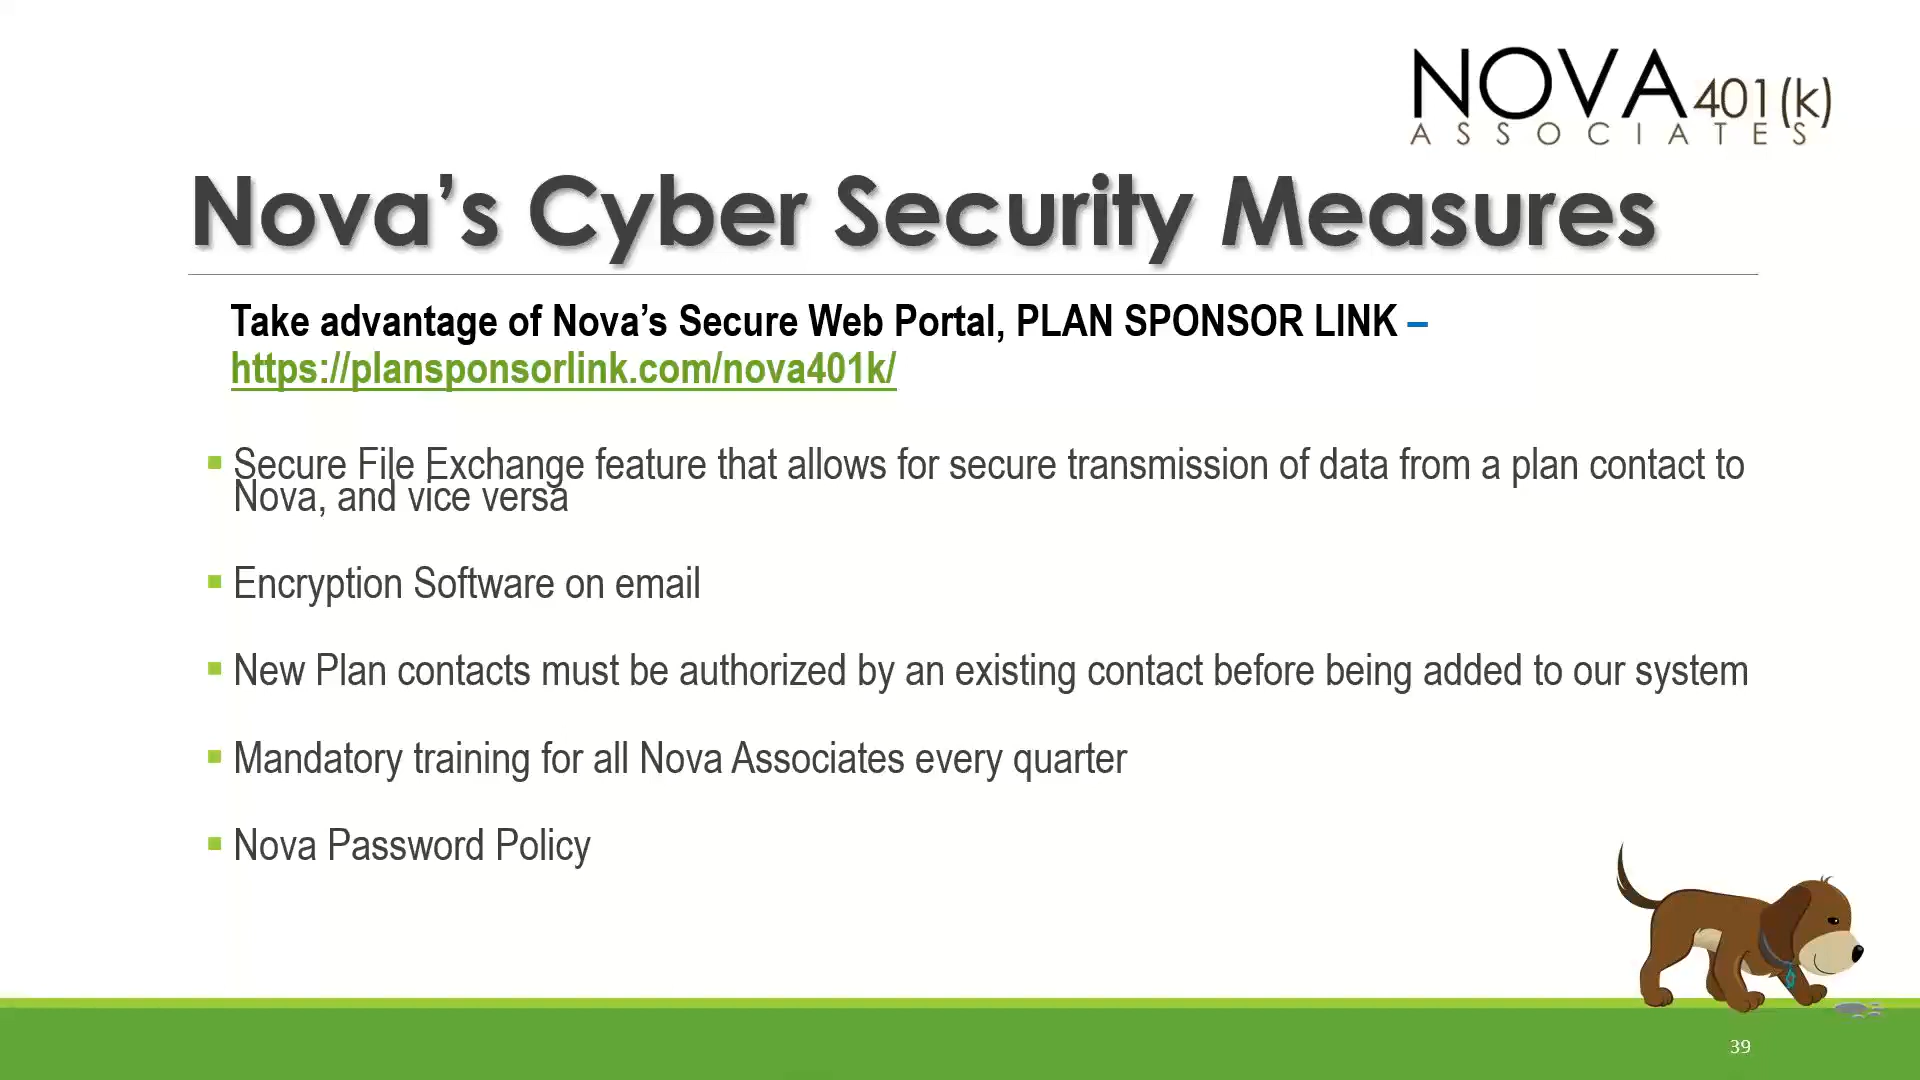 NOVA 401(k)
ASSOCIATES
Nova’s Cyber Security Measures
Take advantage of Nova’s Secure Web Portal, PLAN SPONSOR LINK –
https://plansponsorlink.com/nova401k/
▪ Secure File Exchange feature that allows for secure transmission of data from a plan contact to
Nova, and vice versa
▪ Encryption Software on email
▪ New Plan contacts must be authorized by an existing contact before being added to our system
▪ Mandatory training for all Nova Associates every quarter
▪ Nova Password Policy
39